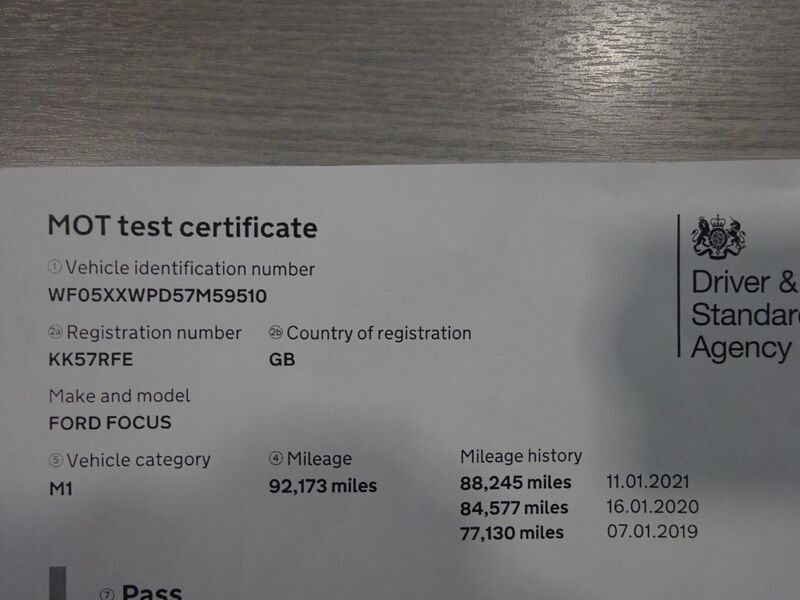 MOT test certificate
① Vehicle identification number
WF05XXWPD57M59510
2a Registration number 2b Country of registration
KK57RFE GB
Make and model
FORD FOCUS
⑤ Vehicle category ④ Mileage
M1 92,173 miles
Mileage history
88,245 miles 11.01.2021
84,577 miles 16.01.2020
77,130 miles 07.01.2019
⑦ Pass
Driver &
Standar
Agency